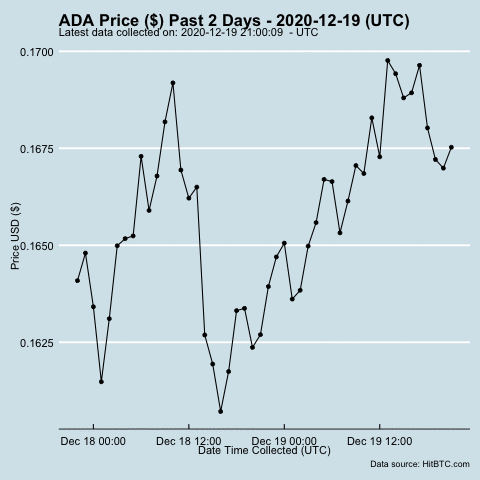 ADA Price ($) Past 2 Days - 2020-12-19 (UTC)
Latest data collected on: 2020-12-19 21:00:09 - UTC
0.1700
0.1675
0.1650
0.1625
Price USD ($)
Dec 18 00:00 Dec 18 12:00 Dec 19 00:00 Dec 19 12:00
Date Time Collected (UTC)
Data source: HitBTC.com